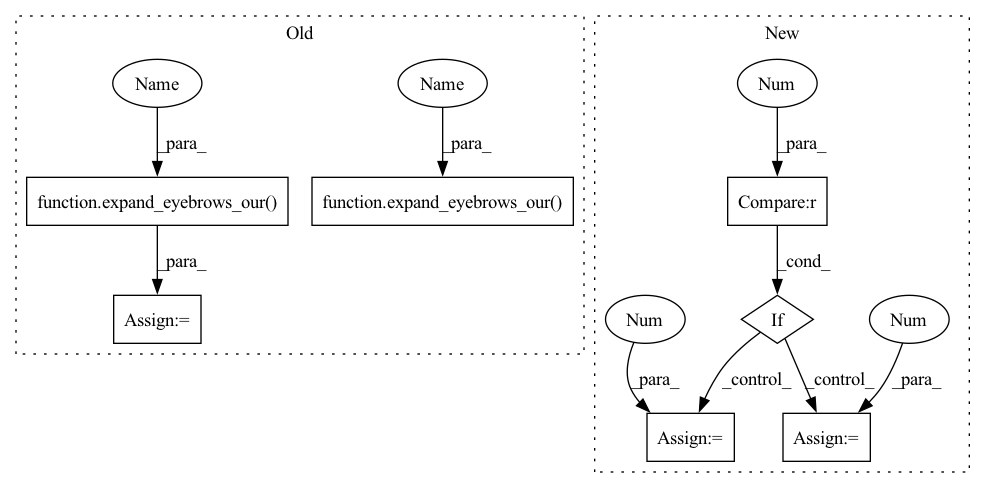 Old
New
Name
Name
Num
_para_
_para_
_para_
function.expand_eyebrows_our()
function.expand_eyebrows_our()
Compare:r
_para_
_cond_
Assign:=
Num
If
Num
_para_
_control_
_control_
_para_
Assign:=
Assign:=